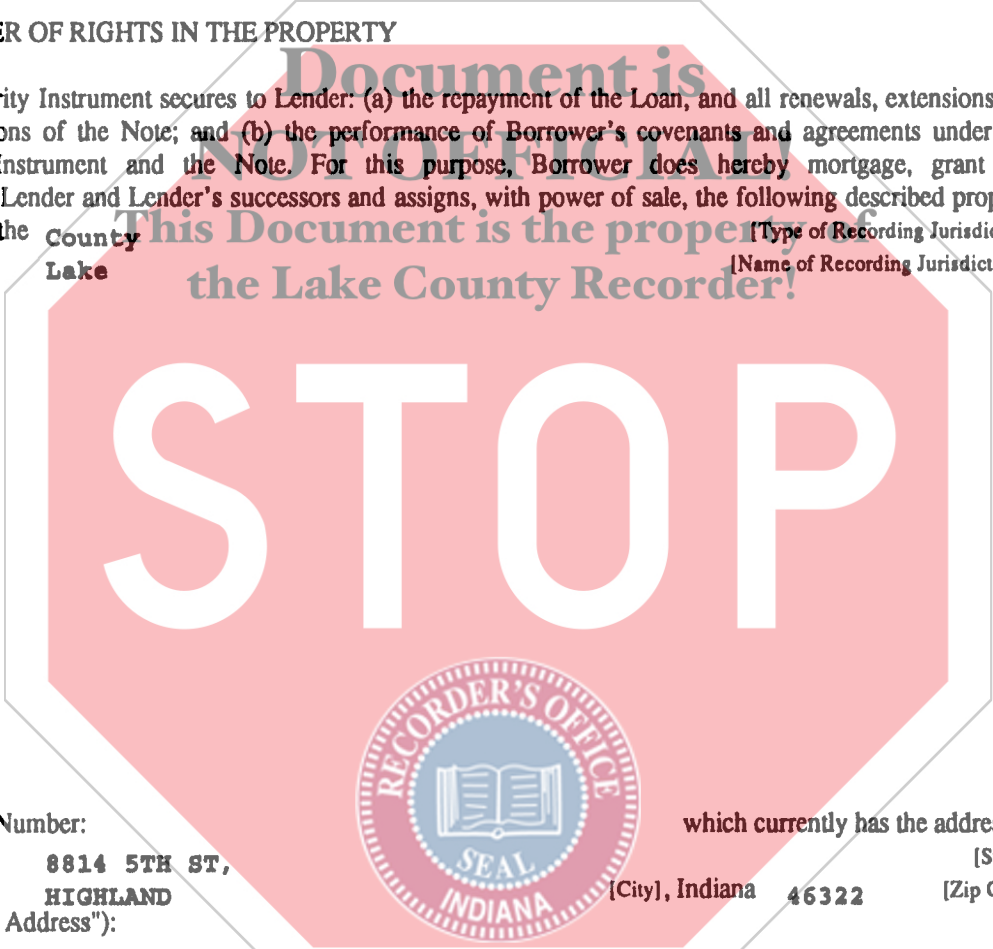 ER OF RIGHTS IN THE PROPERTY
Document is
rity Instrument secures to Lender: (a) the repayment of the Loan, and all renewals, extensions
ons of the Note; and (b) the performance of Borrower's covenants and agreements under
NOT OFFICIAL!
Instrument and the Note. For this purpose, Borrower does hereby mortgage, grant
Lender and Lender's successors and assigns, with power of sale, the following described prop
This Document is the property of
the County [Type of Recording Jurisdic
Lake [Name of Recording Jurisdict
the Lake County Recorder!
STOP
RECORDER'S OFFICE
SEAL
INDIANA
Number: which currently has the addre
8814 5TH ST, [S
HIGHLAND [City], Indiana 46322 [Zip C
Address"):